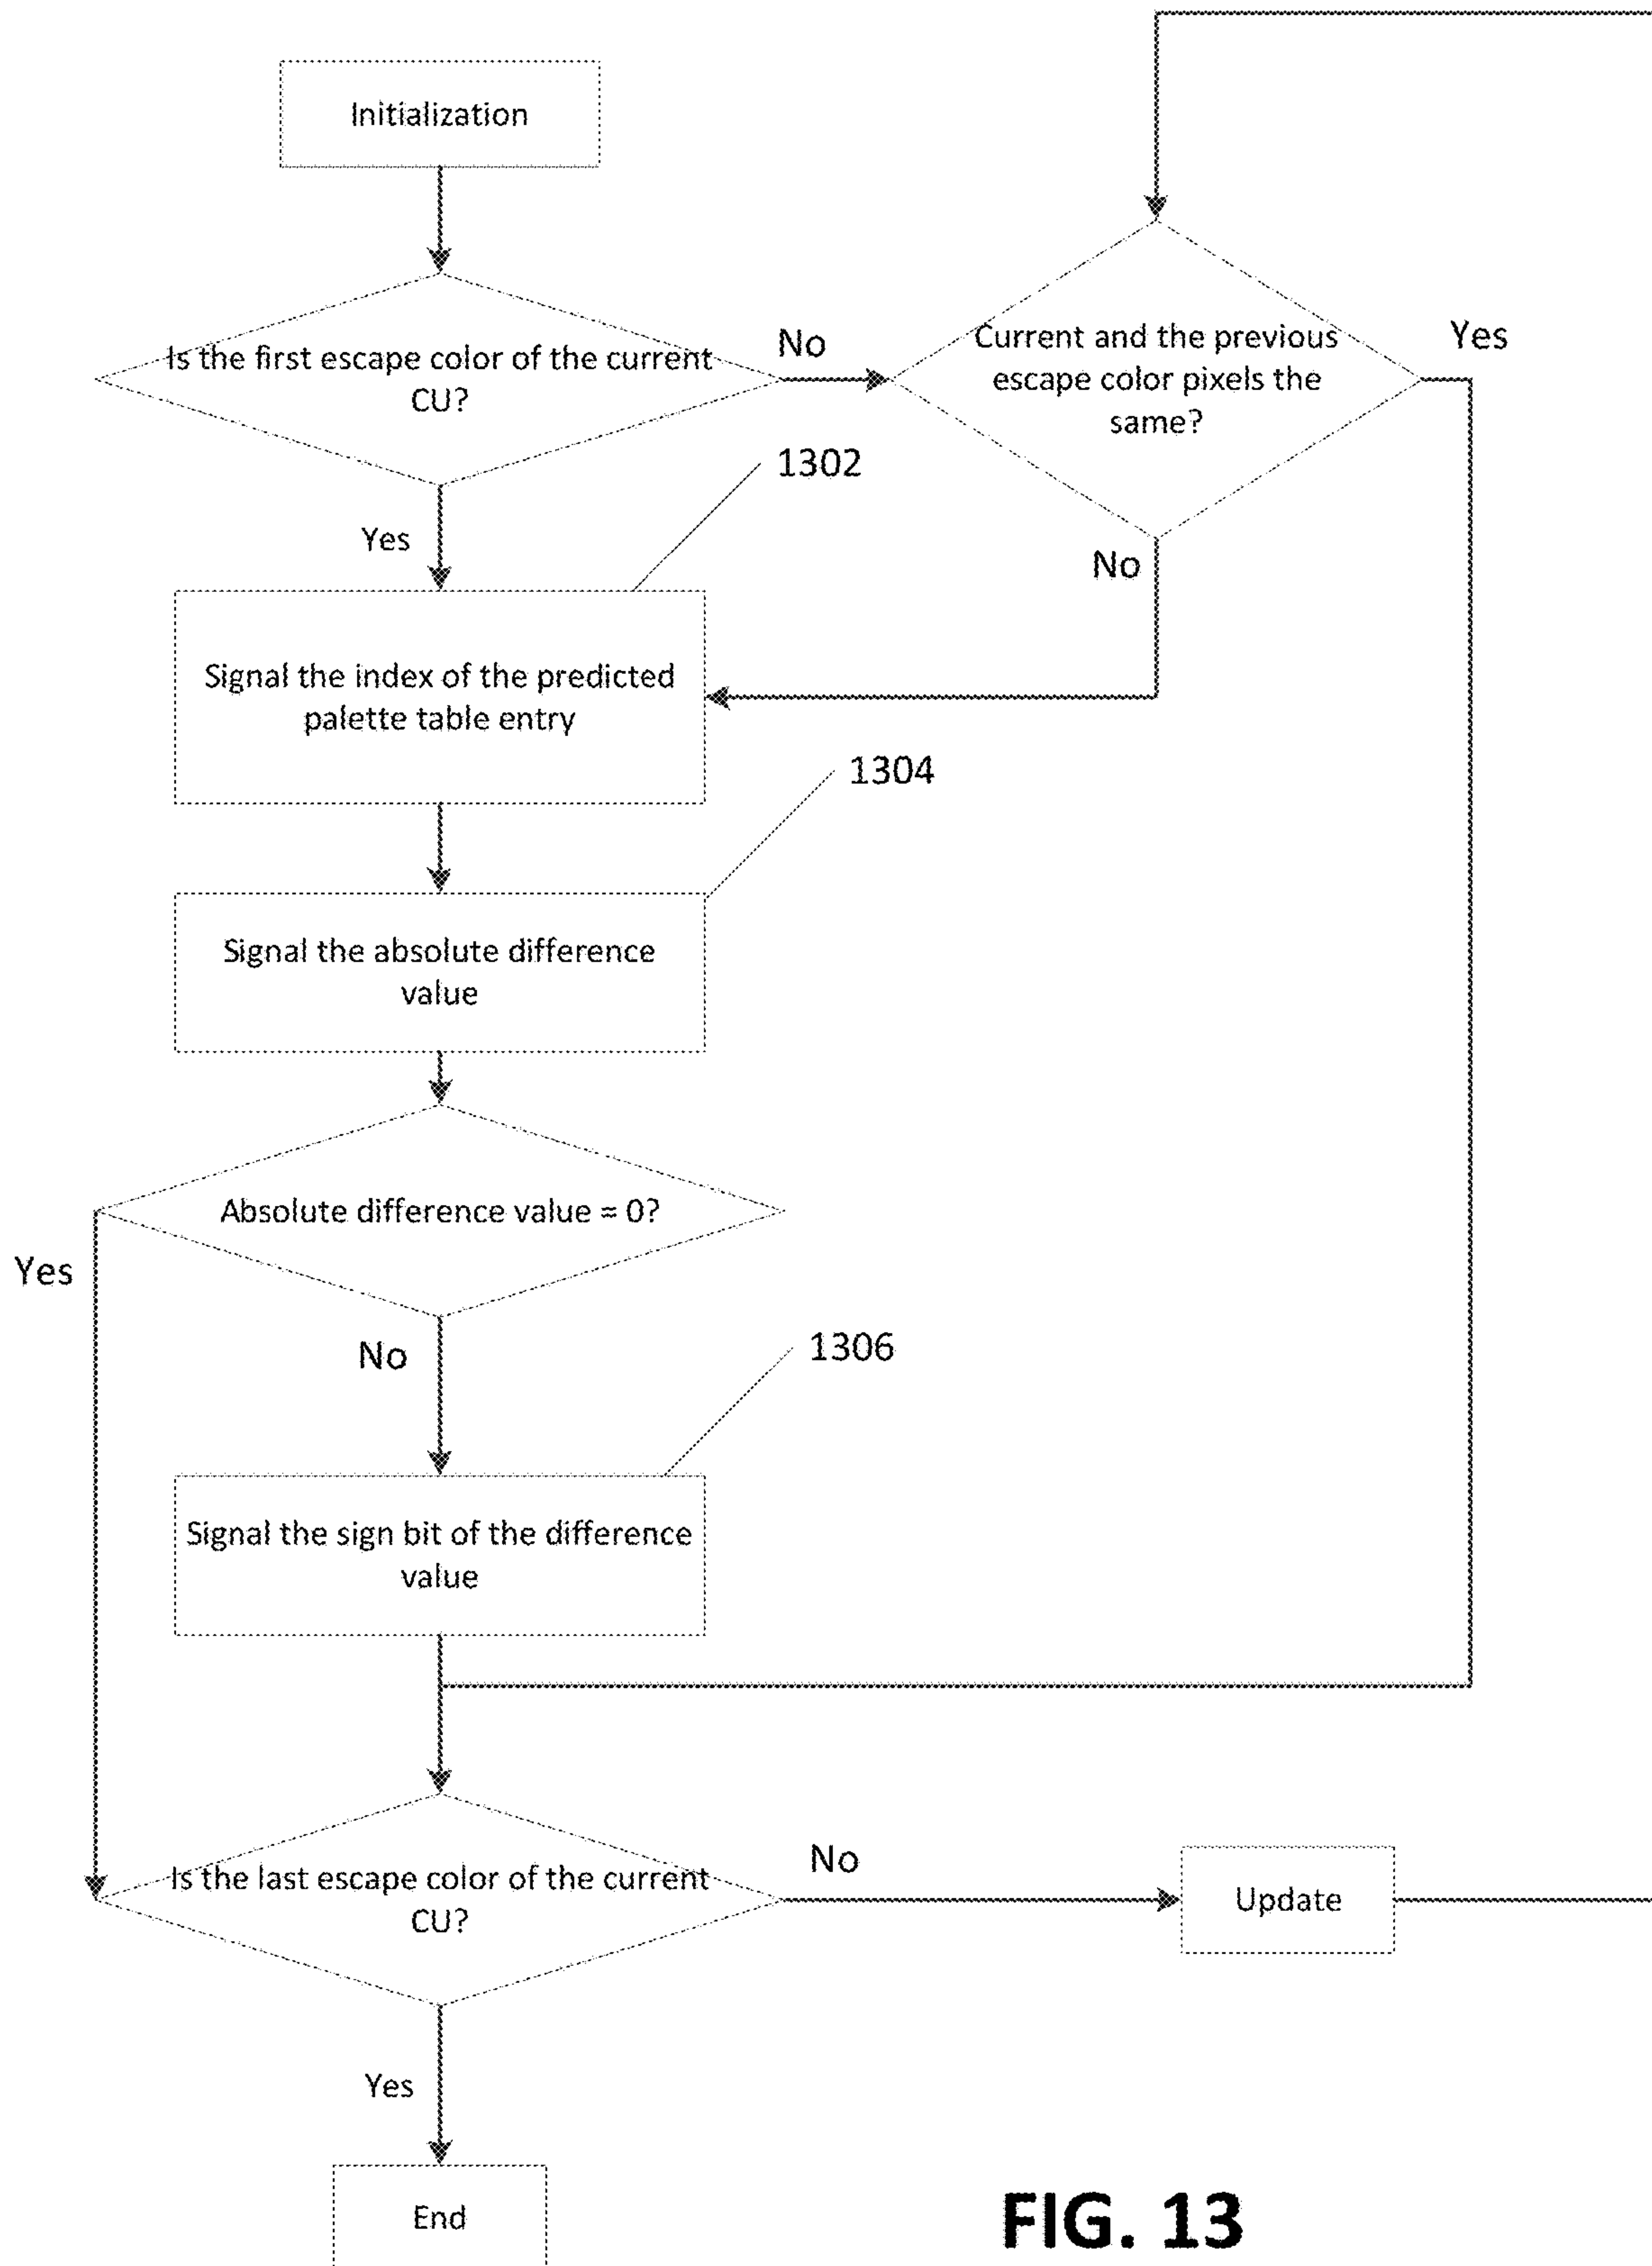 Initialization
Is the first escape color of the current
CU?
No
Current and the previous
escape color pixels the
same?
Yes
1302
Yes
No
Signal the index of the predicted
palette table entry
1304
Signal the absolute difference
value
Absolute difference value = 0?
Yes
No
1306
Signal the sign bit of the difference
value
Is the last escape color of the current
CU?
No
Update
Yes
End
FIG. 13